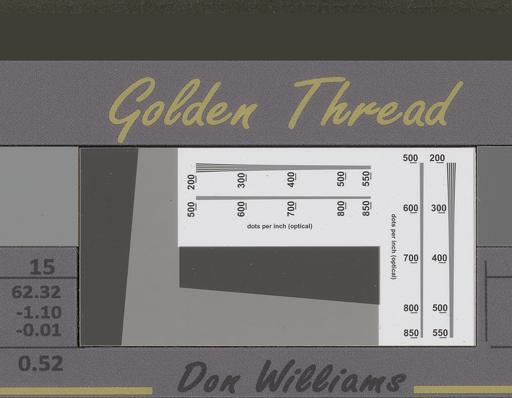 Golden Thread
200 300 400 500 550
500 600 700 800 850
dots per inch (optical)
500 600 700 800 850
dots per inch (optical)
200 300 400 500 550
15
62.32
-1.10
-0.01
0.52
Don Williams